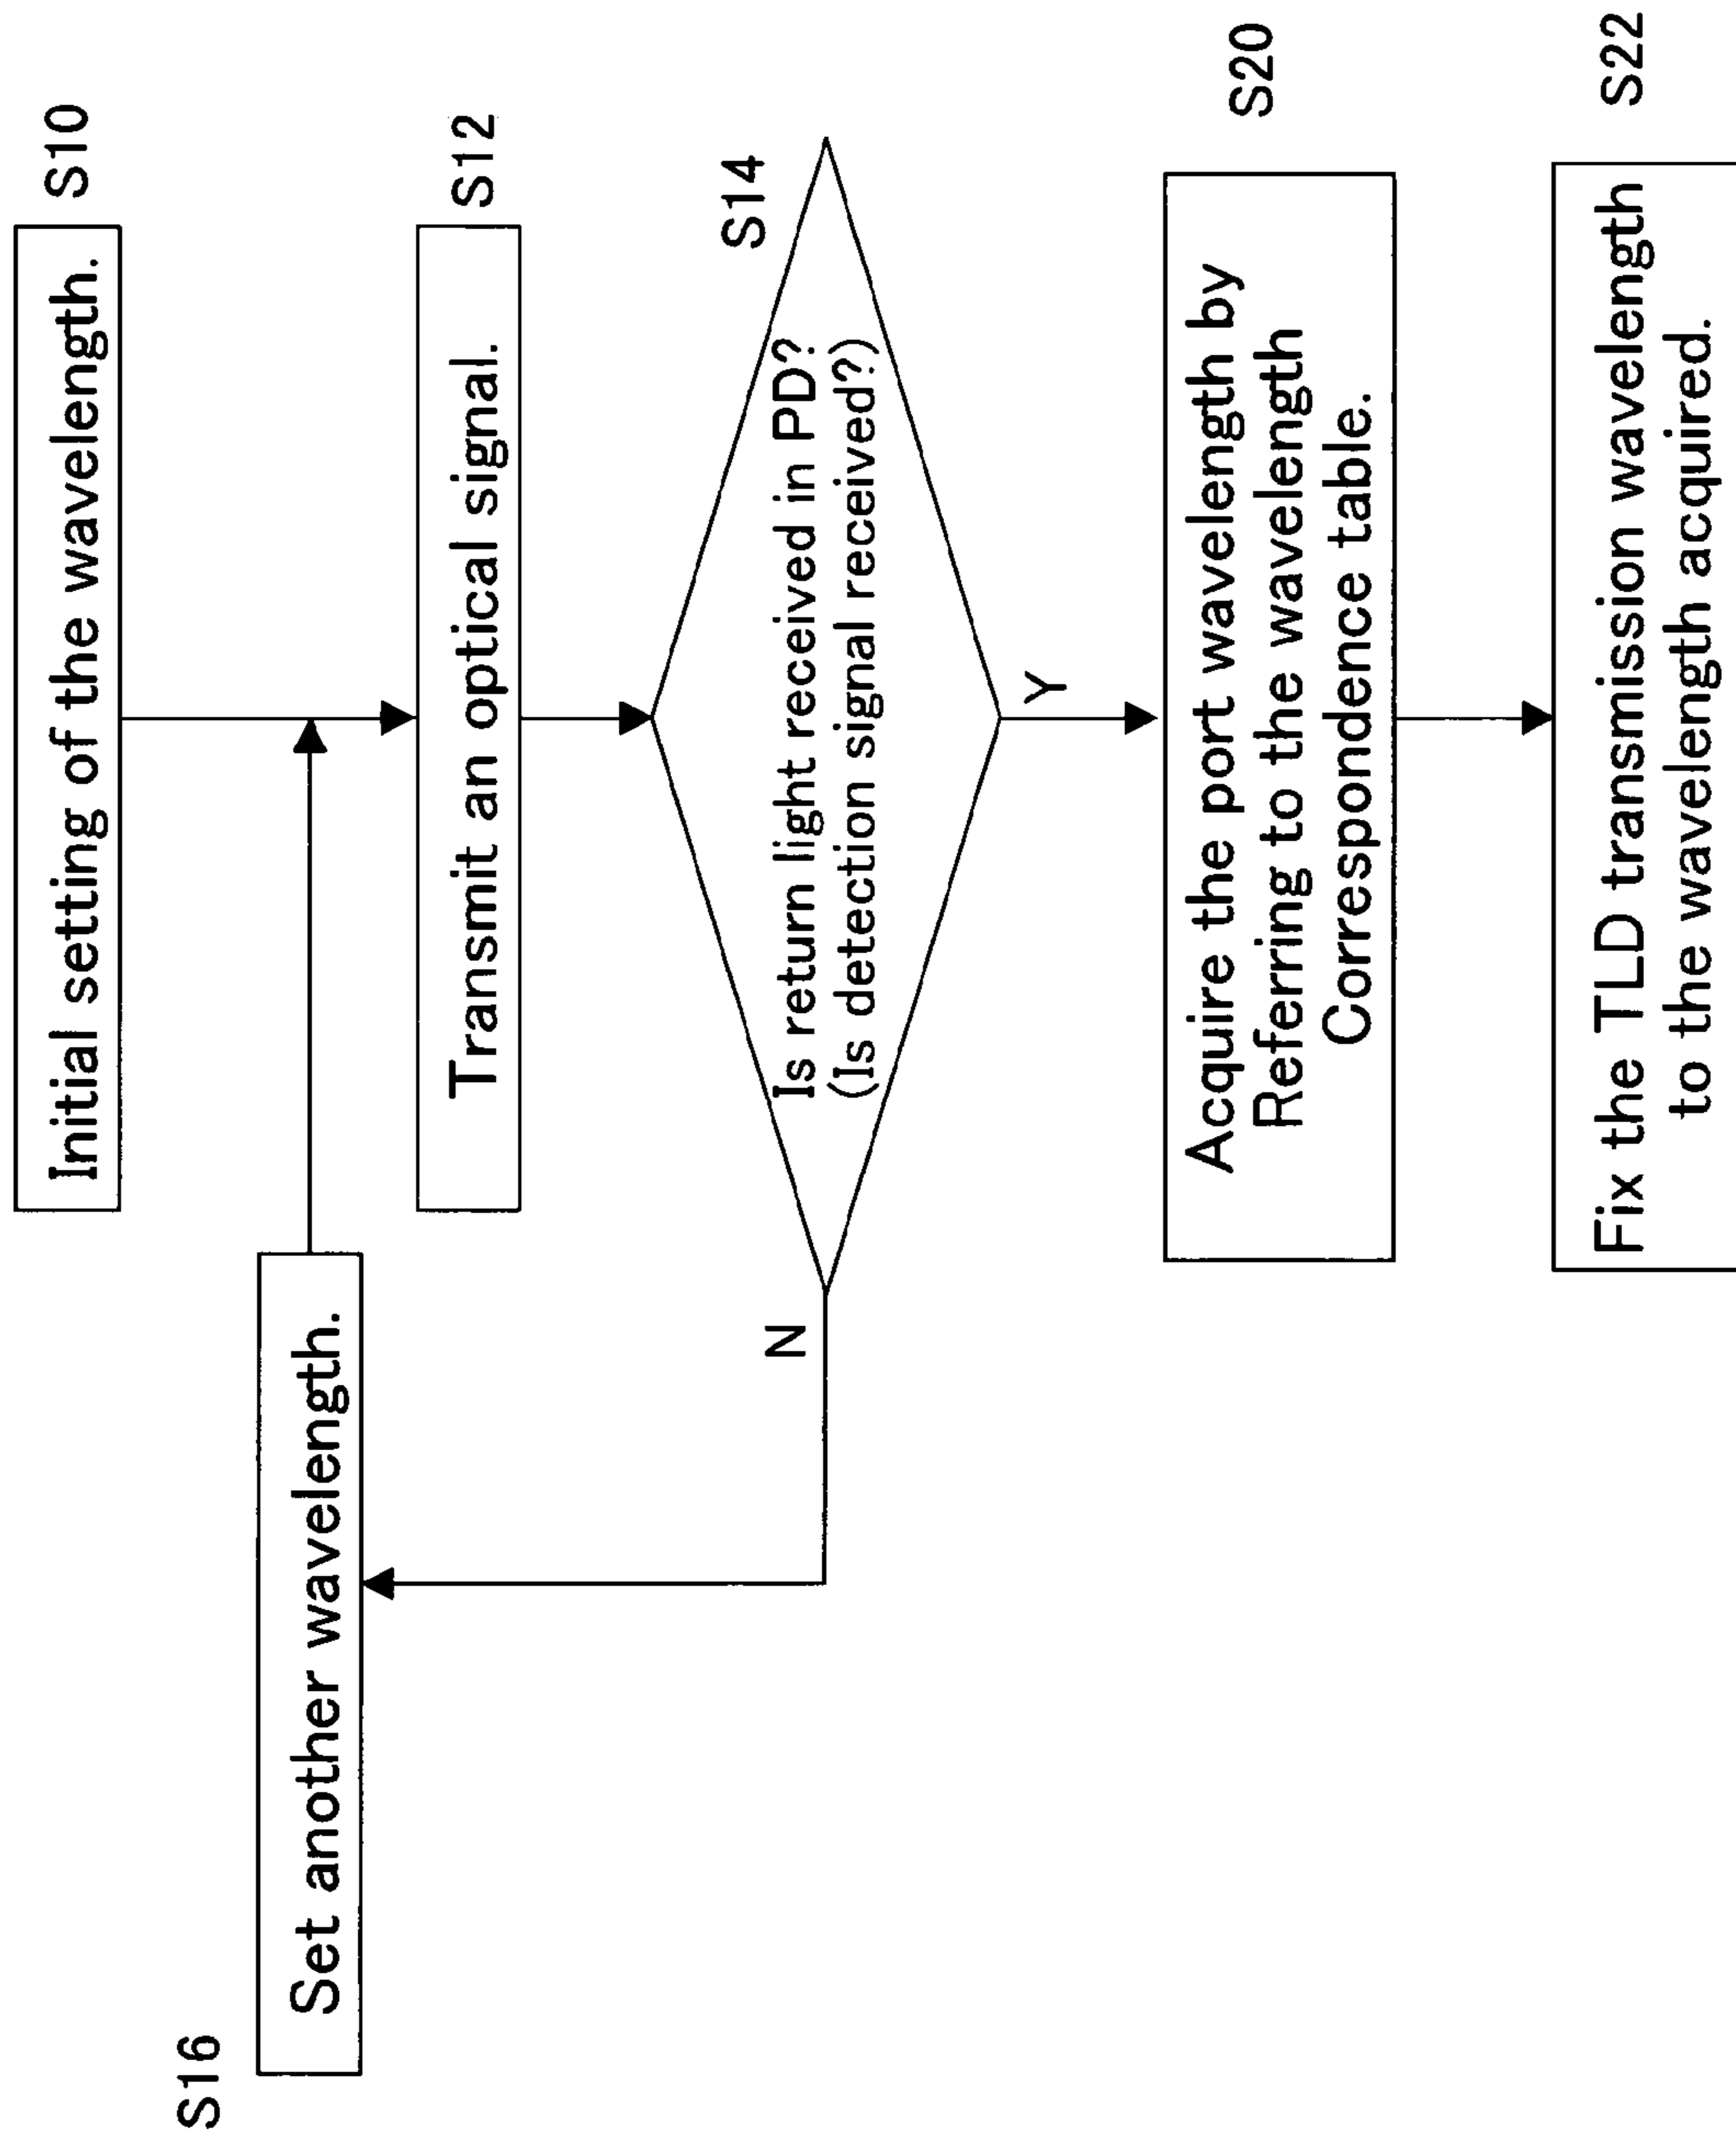 Initial setting of the wavelength.
S10
S16
Set another wavelength.
Transmit an optical signal.
S12
S14
Is return light received in PD?
(Is detection signal received?)
N
Y
Acquire the port wavelength by
Referring to the wavelength
Correspondence table.
S20
Fix the TLD transmission wavelength
to the wavelength acquired.
S22